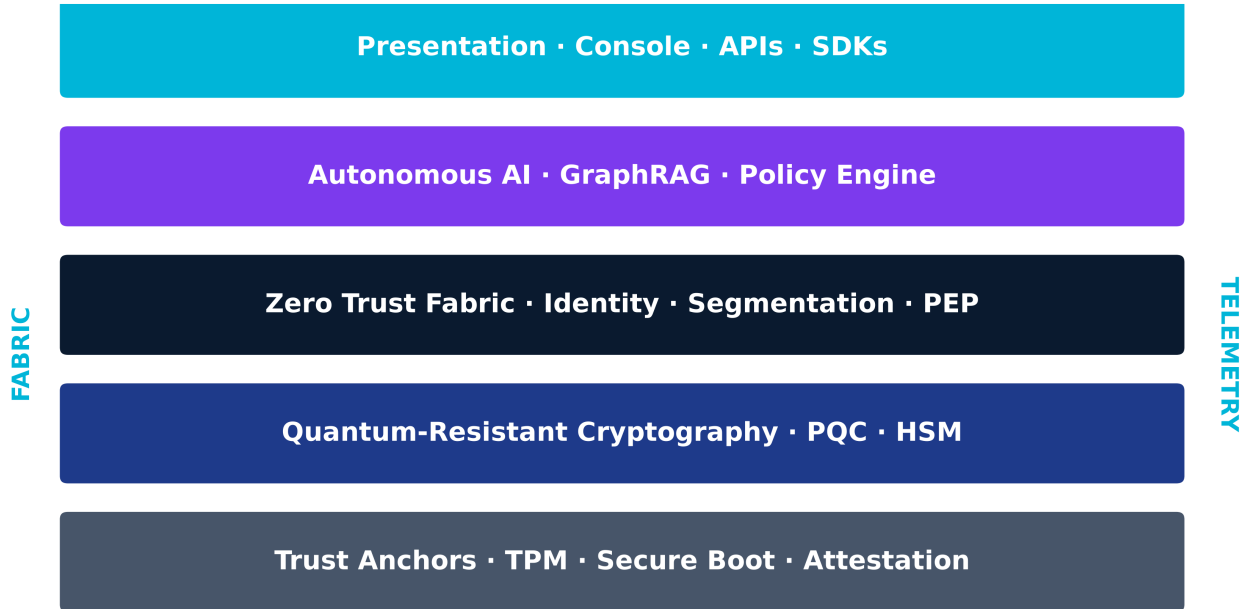 Presentation · Console · APIs · SDKs
Autonomous AI · GraphRAG · Policy Engine
Zero Trust Fabric · Identity · Segmentation · PEP
FABRIC
TELEMETRY
Quantum-Resistant Cryptography · PQC · HSM
Trust Anchors · TPM · Secure Boot · Attestation